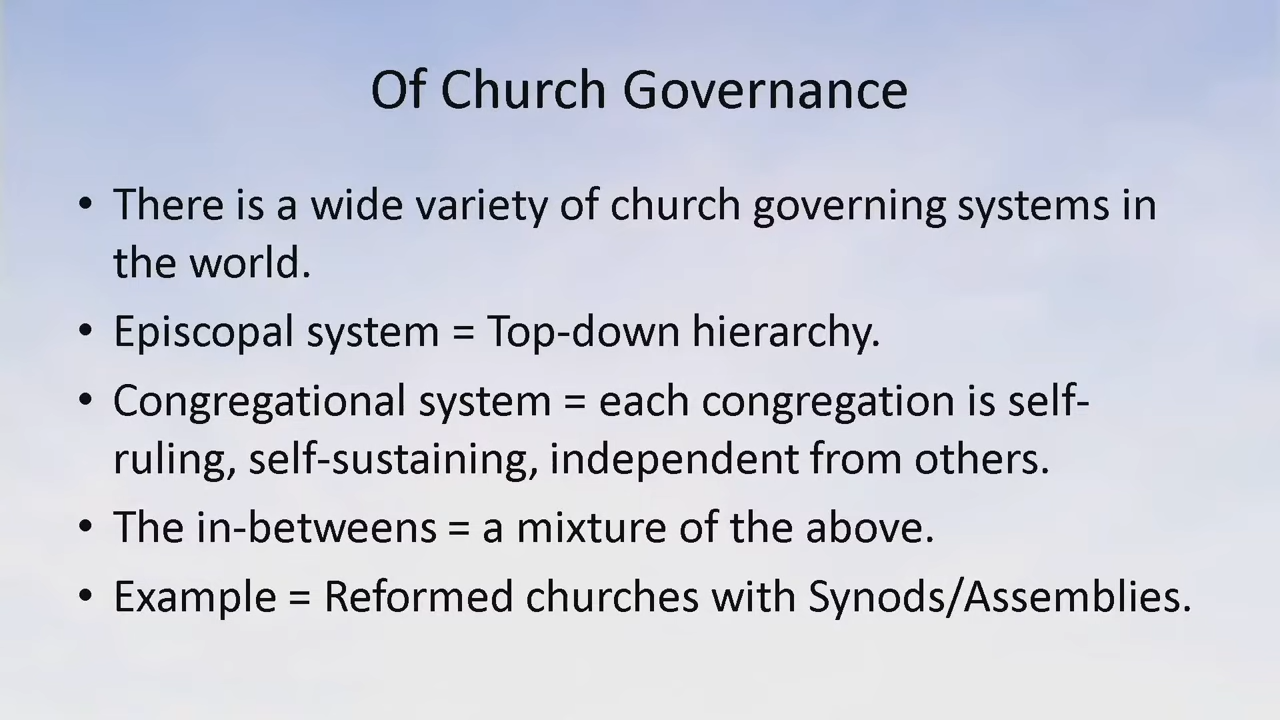 Of Church Governance
• There is a wide variety of church governing systems in
the world.
• Episcopal system = Top-down hierarchy.
• Congregational system = each congregation is self-
ruling, self-sustaining, independent from others.
• The in-betweens = a mixture of the above.
• Example = Reformed churches with Synods/Assemblies.